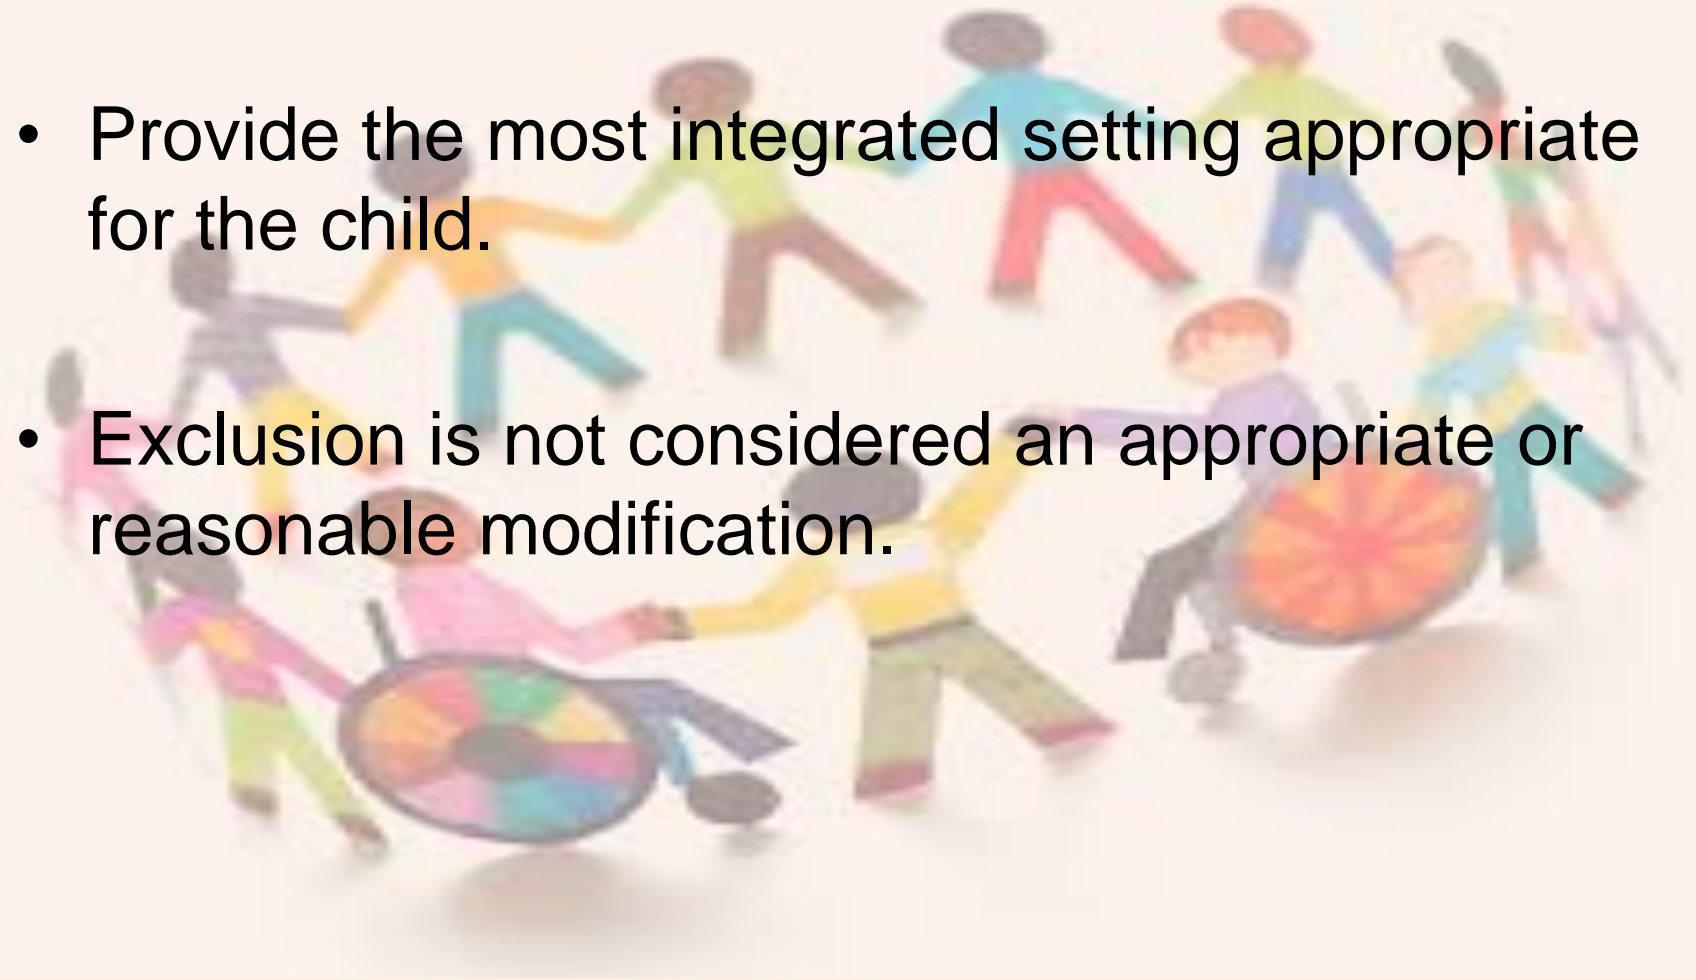 • Provide the most integrated setting appropriate
for the child.
• Exclusion is not considered an appropriate or
reasonable modification.